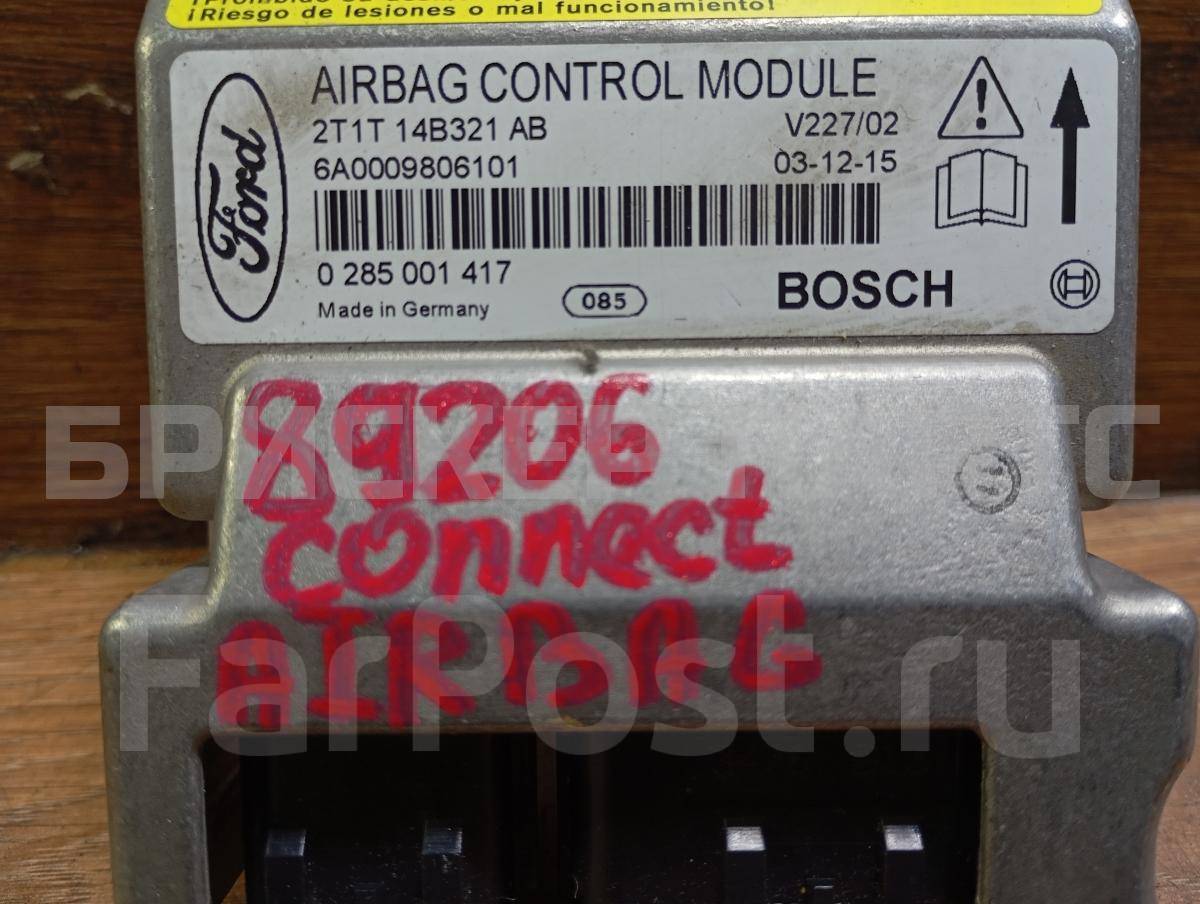 ¡Riesgo de lesiones o mal funcionamiento!
AIRBAG CONTROL MODULE
Ford
2T1T 14B321 AB
V227/02
6A0009806101
03-12-15
0 285 001 417
Made in Germany
085
BOSCH
89206
connect
AIRBAG
FarPost.ru